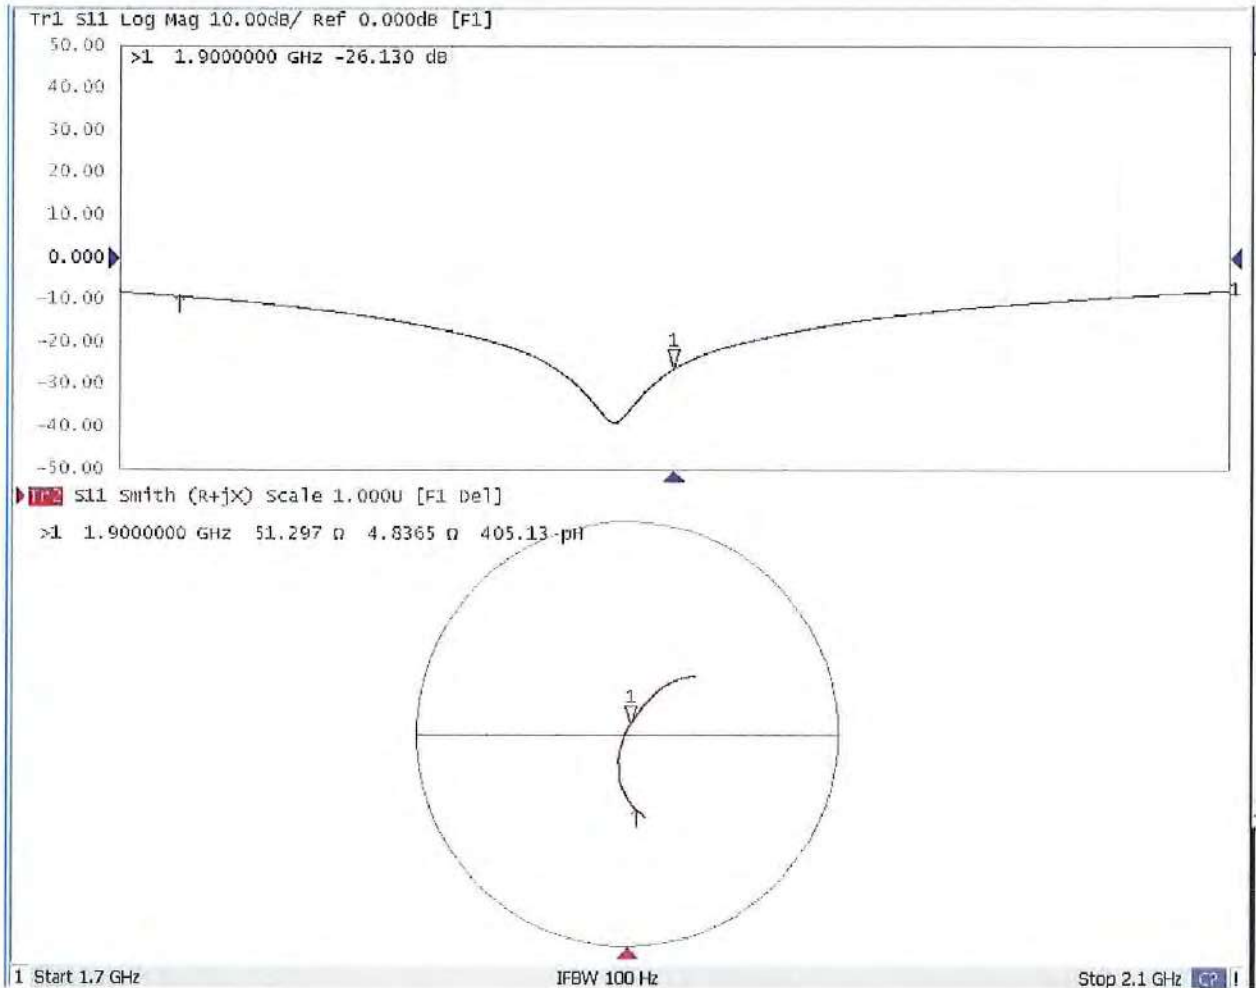 Tr1 S11 Log Mag 10.00dB/ Ref 0.000dB [F1]
50.00
>1 1.9000000 GHz -26.130 dB
40.00
30.00
20.00
10.00
0.000
-10.00
1
-20.00
1
-30.00
-40.00
-50.00
Tr2 S11 Smith (R+jX) Scale 1.000U [F1 Del]
>1 1.9000000 GHz 51.297 Ω 4.8365 Ω 405.13 pH
1
1 Start 1.7 GHz IFBW 100 Hz Stop 2.1 GHz C? !